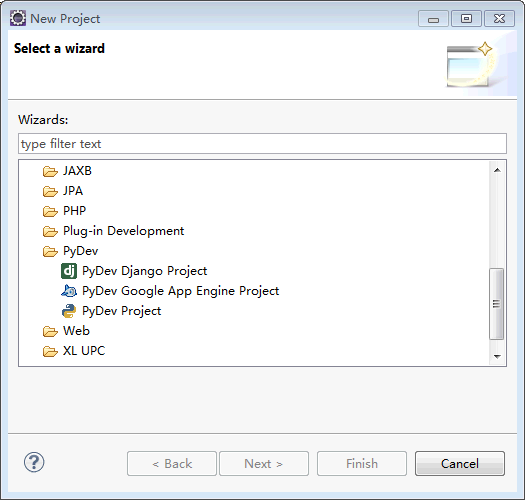 New Project
Select a wizard
Wizards:
type filter text
JAXB
JPA
PHP
Plug-in Development
PyDev
dj PyDev Django Project
PyDev Google App Engine Project
PyDev Project
Web
XL UPC
?
< Back Next > Finish Cancel